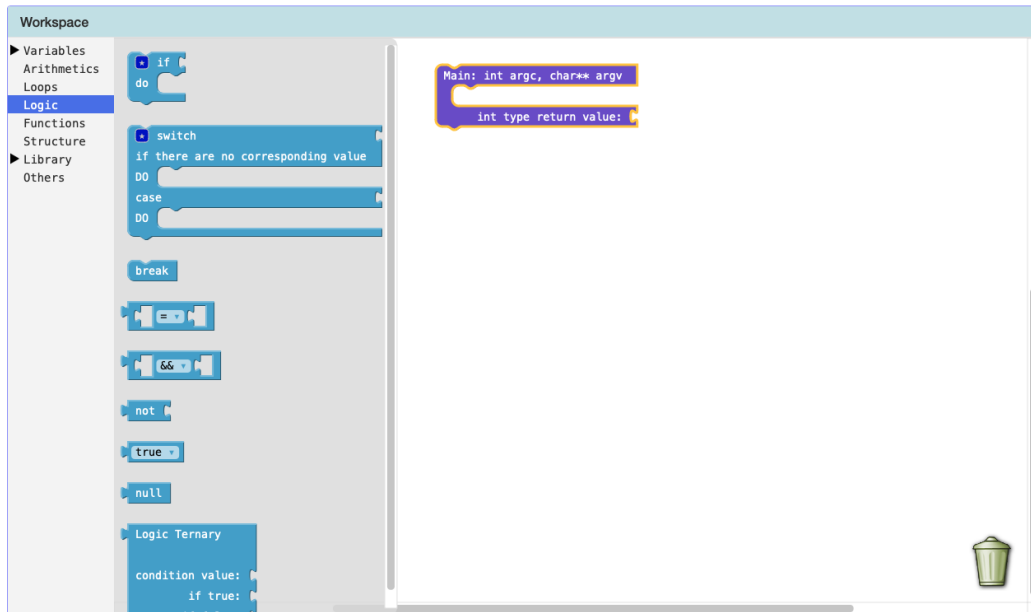 Workspace
Variables
Arithmetics
Loops
Logic
Functions
Structure
Library
Others
if
do
switch
if there are no corresponding value
DO
case
DO
break
=
&&
not
true
null
Logic Ternary
condition value:
if true:
Main: int argc, char** argv
int type return value: